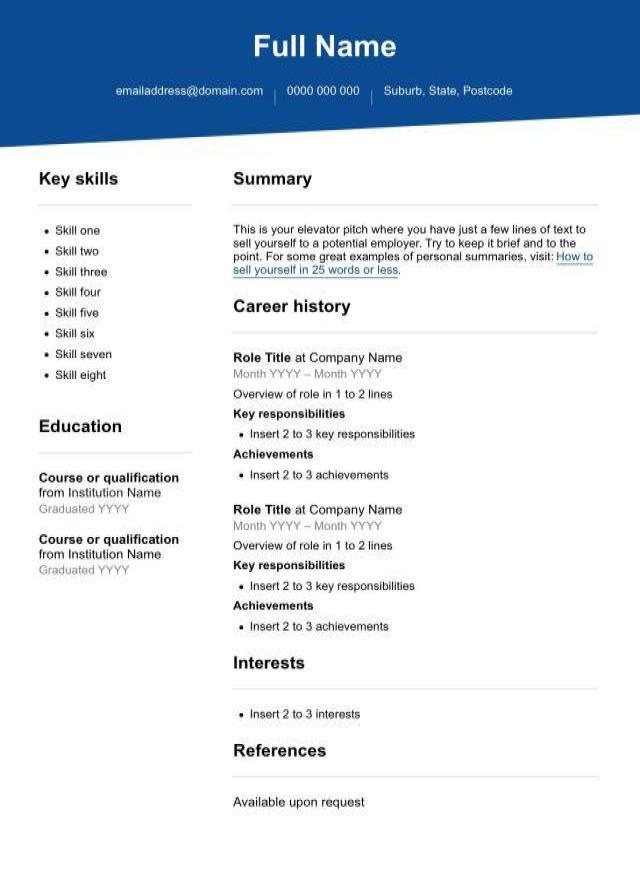 Full Name
emailaddress@domain.com | 0000 000 000 | Suburb, State, Postcode
Key skills
Skill one
Skill two
Skill three
Skill four
Skill five
Skill six
Skill seven
Skill eight
Education
Course or qualification
from Institution Name
Graduated YYYY
Course or qualification
from Institution Name
Graduated YYYY
Summary
This is your elevator pitch where you have just a few lines of text to
sell yourself to a potential employer. Try to keep it brief and to the
point. For some great examples of personal summaries, visit: How to
sell yourself in 25 words or less.
Career history
Role Title at Company Name
Month YYYY – Month YYYY
Overview of role in 1 to 2 lines
Key responsibilities
Insert 2 to 3 key responsibilities
Achievements
Insert 2 to 3 achievements
Role Title at Company Name
Month YYYY – Month YYYY
Overview of role in 1 to 2 lines
Key responsibilities
Insert 2 to 3 key responsibilities
Achievements
Insert 2 to 3 achievements
Interests
Insert 2 to 3 interests
References
Available upon request